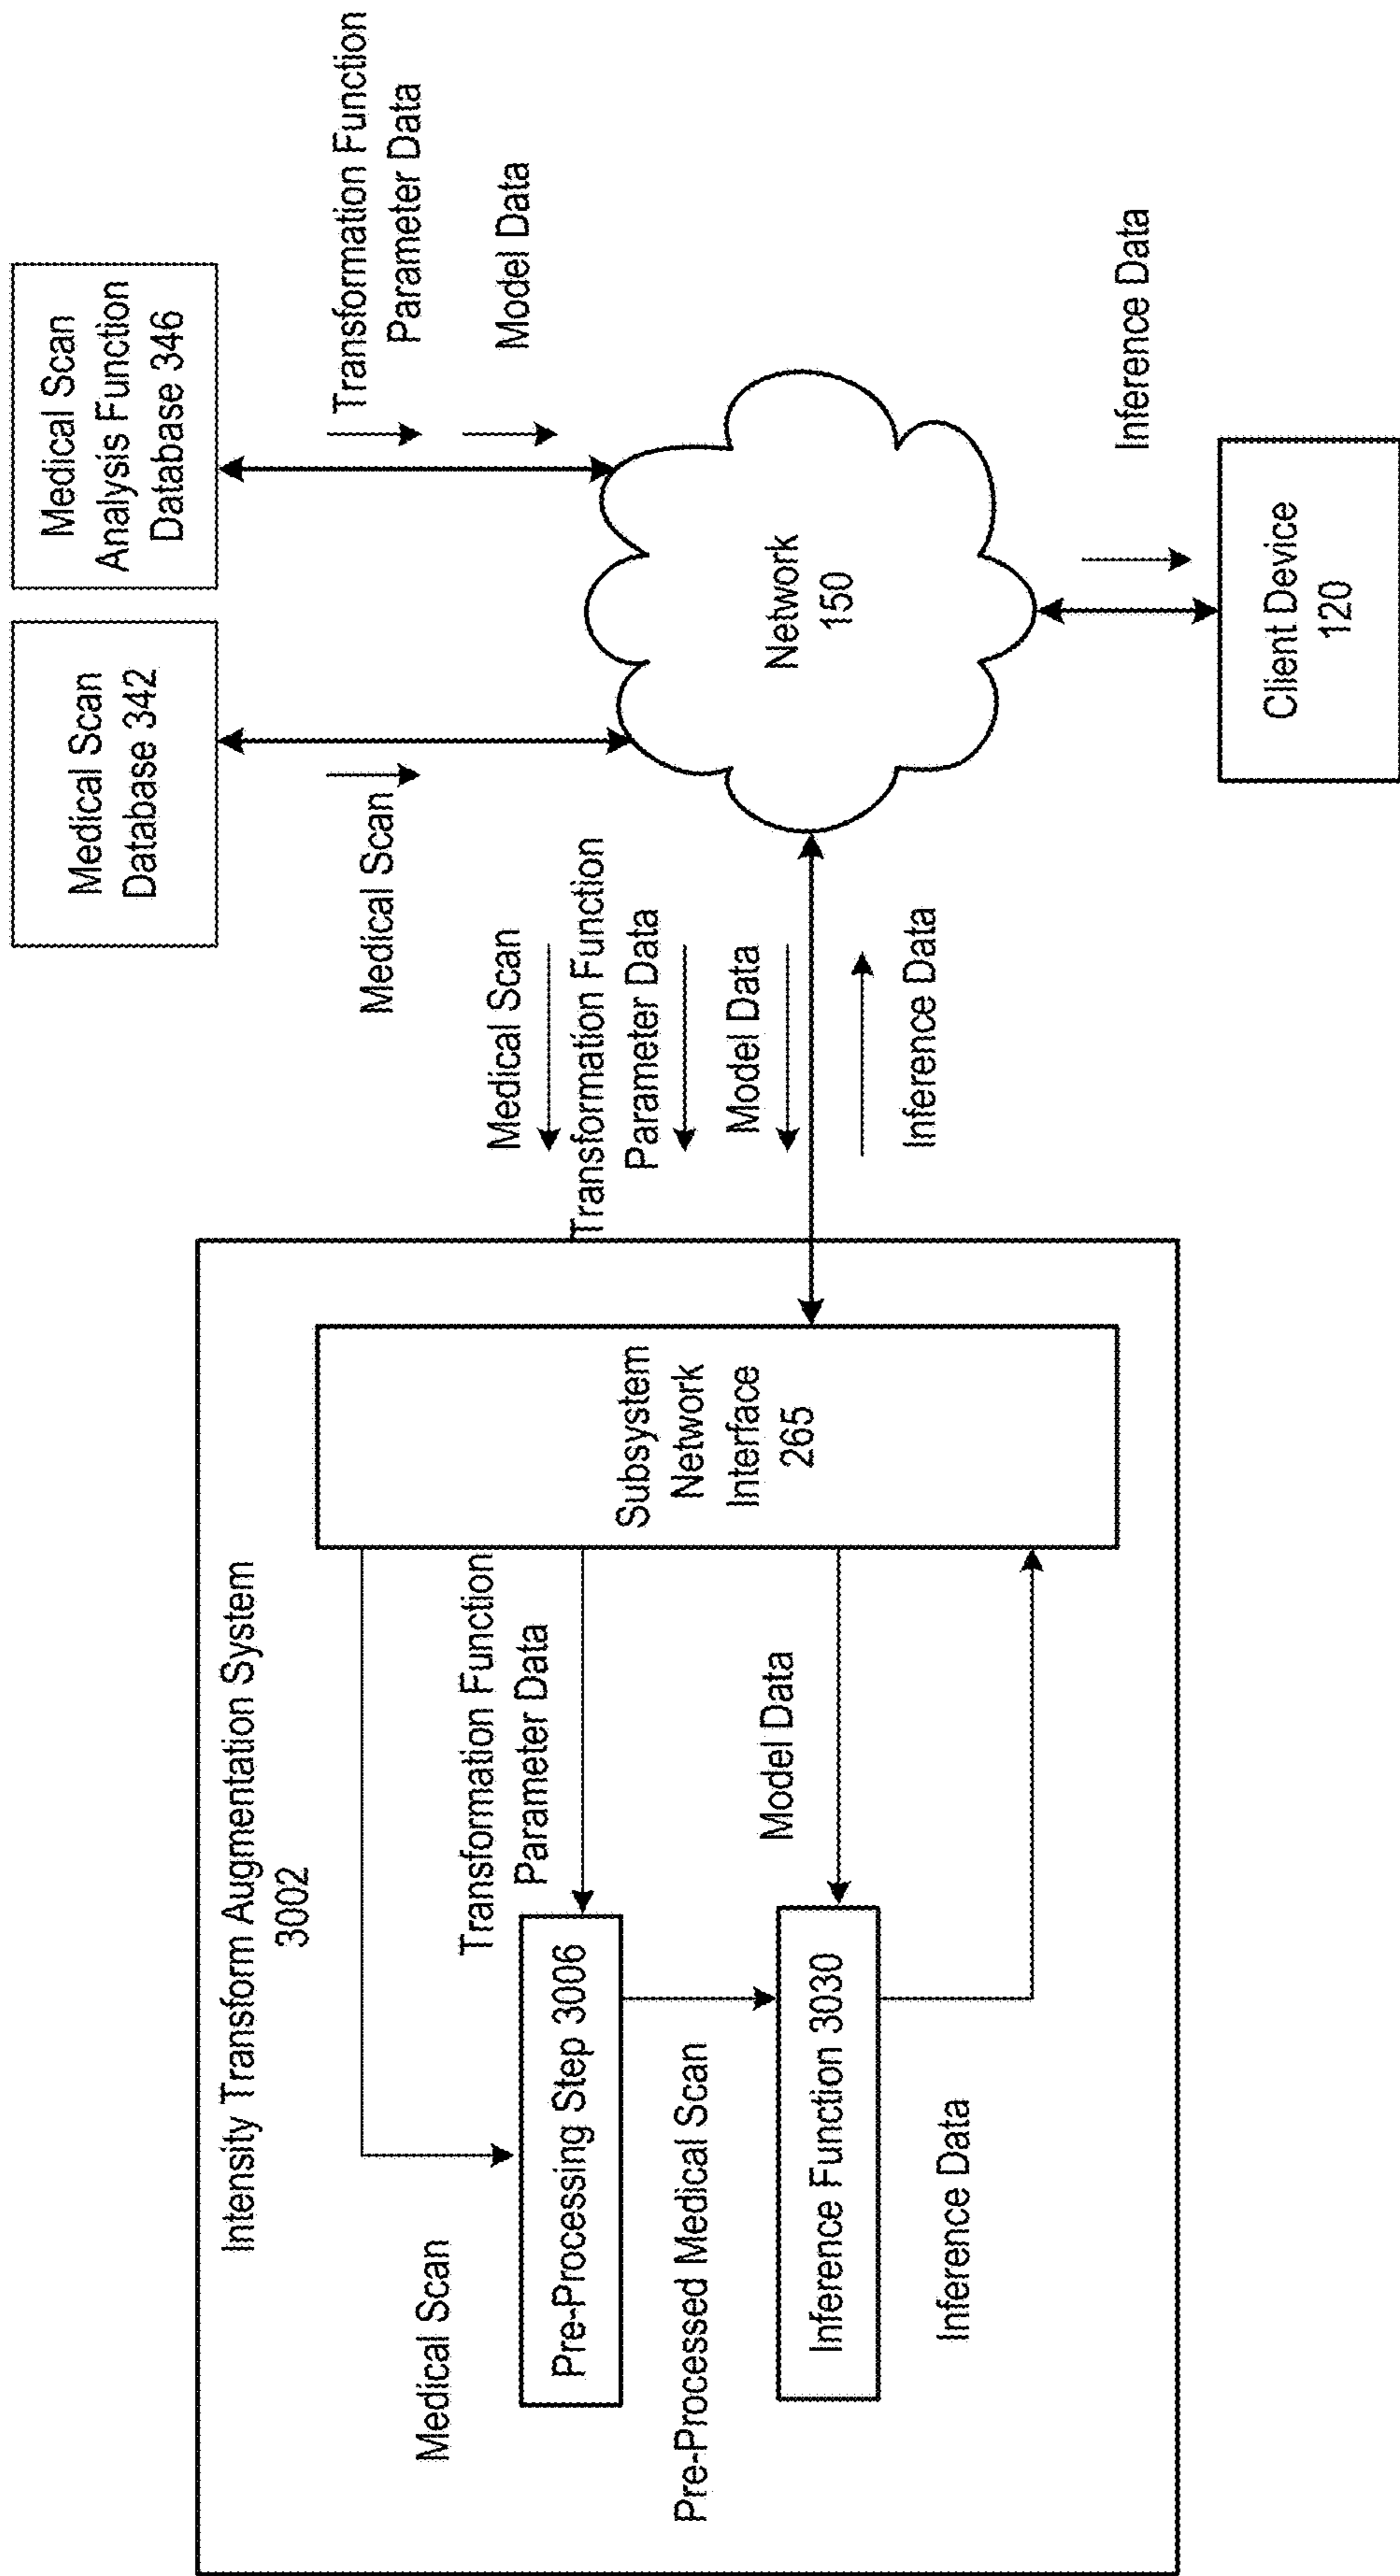 Intensity Transform Augmentation System
3002
Medical Scan
Transformation Function
Parameter Data
Pre-Processing Step 3006
Pre-Processed Medical Scan
Model Data
Inference Function 3030
Inference Data
Subsystem
Network
Interface
265
Medical Scan
Transformation Function
Parameter Data
Model Data
Inference Data
Medical Scan
Database 342
Medical Scan
Medical Scan
Analysis Function
Database 346
Transformation Function
Parameter Data
Model Data
Network
150
Inference Data
Client Device
120